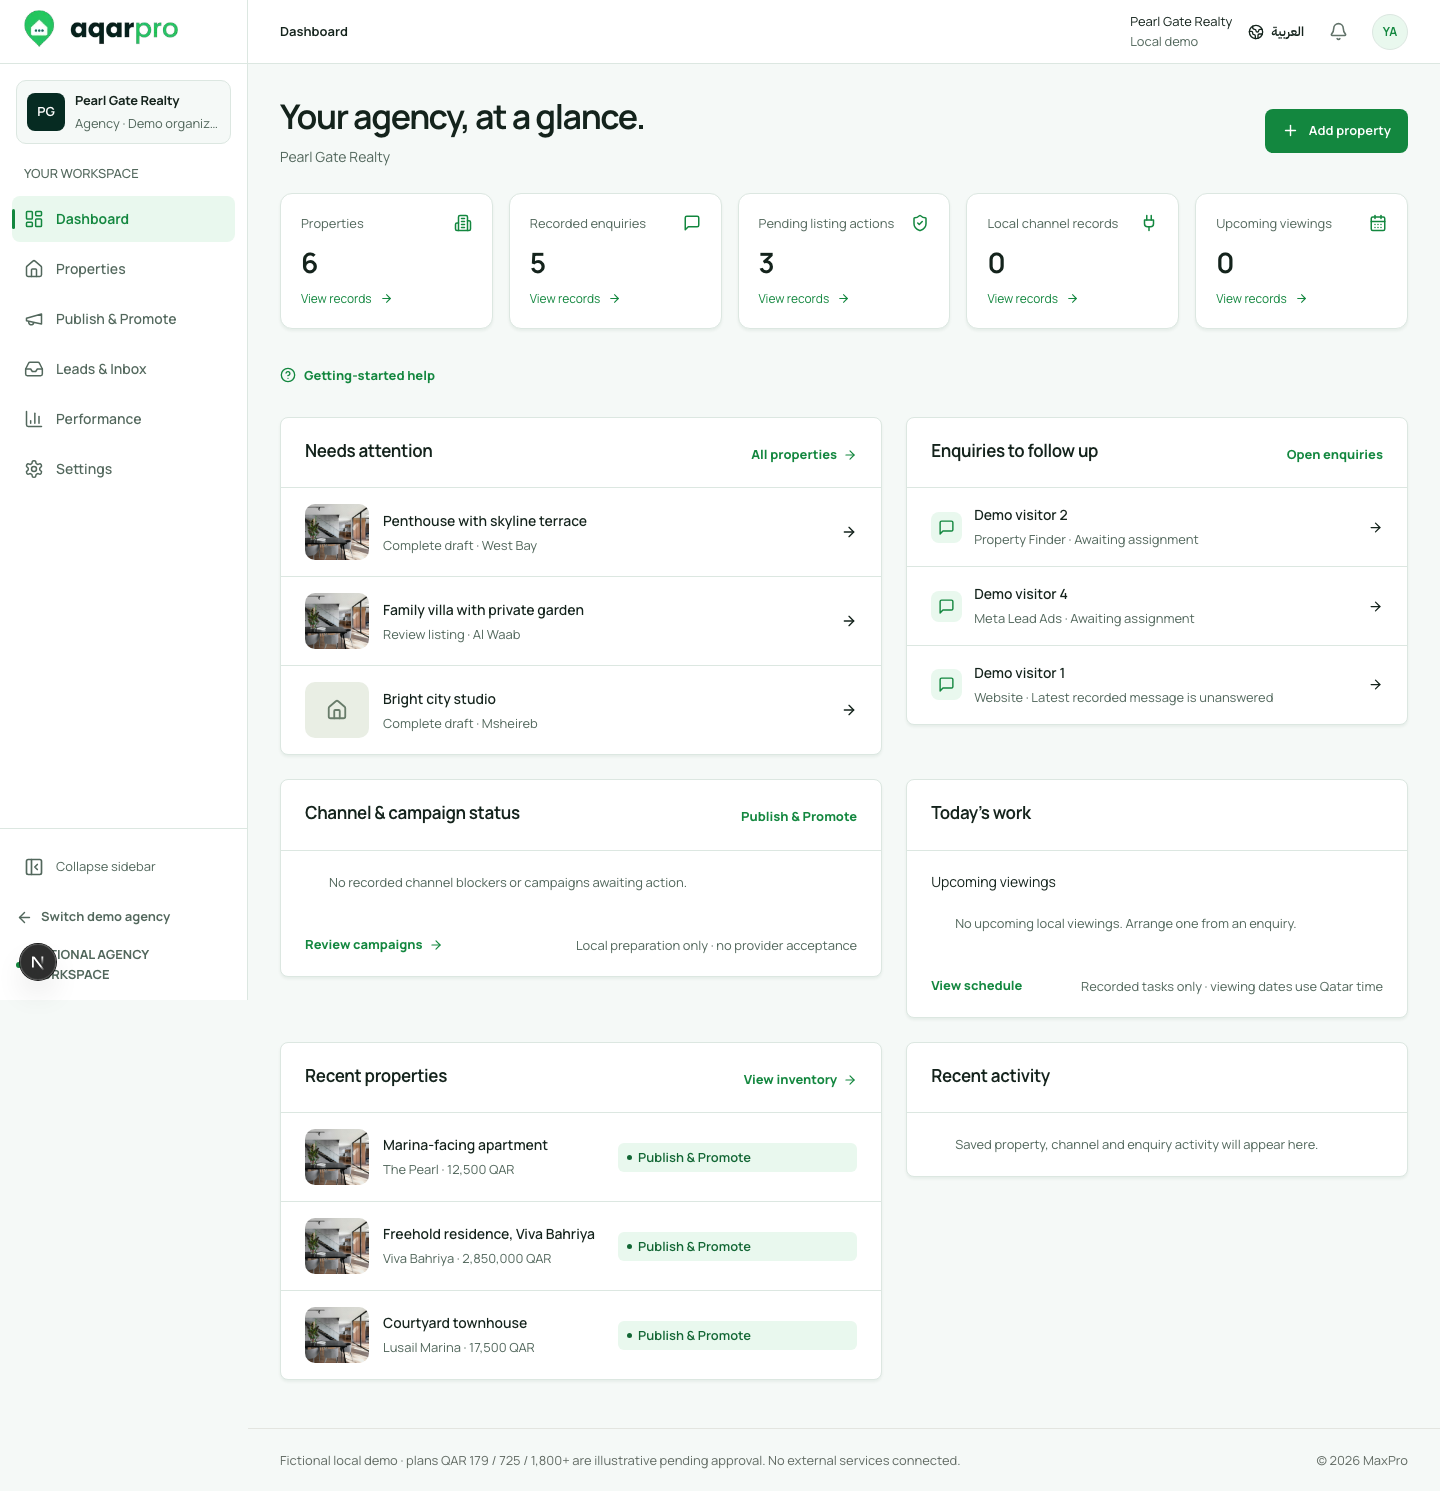 aqarpro
Dashboard
Pearl Gate Realty
Local demo
العربية
YA
PG
Pearl Gate Realty
Agency · Demo organiz...
YOUR WORKSPACE
Dashboard
Properties
Publish & Promote
Leads & Inbox
Performance
Settings
Collapse sidebar
Switch demo agency
N
AGENCY
Your agency, at a glance.
Pearl Gate Realty
Add property
Properties
6
View records
Recorded enquiries
5
View records
Pending listing actions
3
View records
Local channel records
0
View records
Upcoming viewings
0
View records
Getting-started help
Needs attention
All properties
Penthouse with skyline terrace
Complete draft · West Bay
Family villa with private garden
Review listing · Al Waab
Bright city studio
Complete draft · Msheireb
Enquiries to follow up
Open enquiries
Demo visitor 2
Property Finder · Awaiting assignment
Demo visitor 4
Meta Lead Ads · Awaiting assignment
Demo visitor 1
Website · Latest recorded message is unanswered
Channel & campaign status
Publish & Promote
No recorded channel blockers or campaigns awaiting action.
Review campaigns
Local preparation only · no provider acceptance
Today's work
Upcoming viewings
No upcoming local viewings. Arrange one from an enquiry.
View schedule
Recorded tasks only · viewing dates use Qatar time
Recent properties
View inventory
Marina-facing apartment
The Pearl · 12,500 QAR
Publish & Promote
Freehold residence, Viva Bahriya
Viva Bahriya · 2,850,000 QAR
Publish & Promote
Courtyard townhouse
Lusail Marina · 17,500 QAR
Publish & Promote
Recent activity
Saved property, channel and enquiry activity will appear here.
Fictional local demo · plans QAR 179 / 725 / 1,800+ are illustrative pending approval. No external services connected.
© 2026 MaxPro